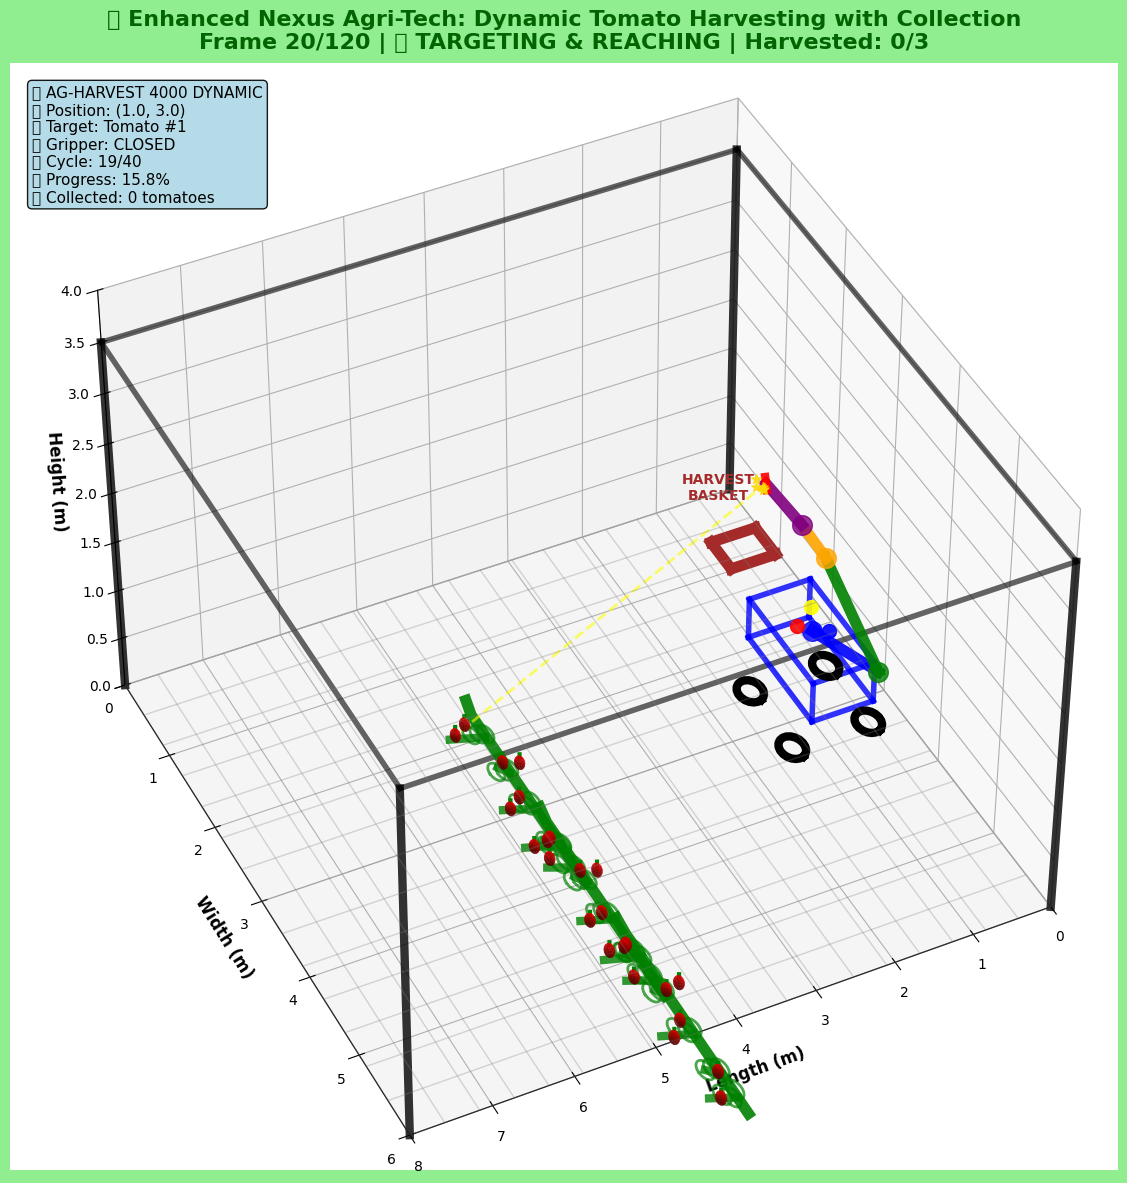 Enhanced Nexus Agri-Tech: Dynamic Tomato Harvesting with Collection
Frame 20/120 | TARGETING & REACHING | Harvested: 0/3
AG-HARVEST 4000 DYNAMIC
Position: (1.0, 3.0)
Target: Tomato #1
Gripper: CLOSED
Cycle: 19/40
Progress: 15.8%
Collected: 0 tomatoes
HARVEST
BASKET
Height (m)
4.0
3.5
3.0
2.5
2.0
1.5
1.0
0.5
0.0
Width (m)
0
1
2
3
4
5
6
Length (m)
8
7
6
5
4
3
2
1
0